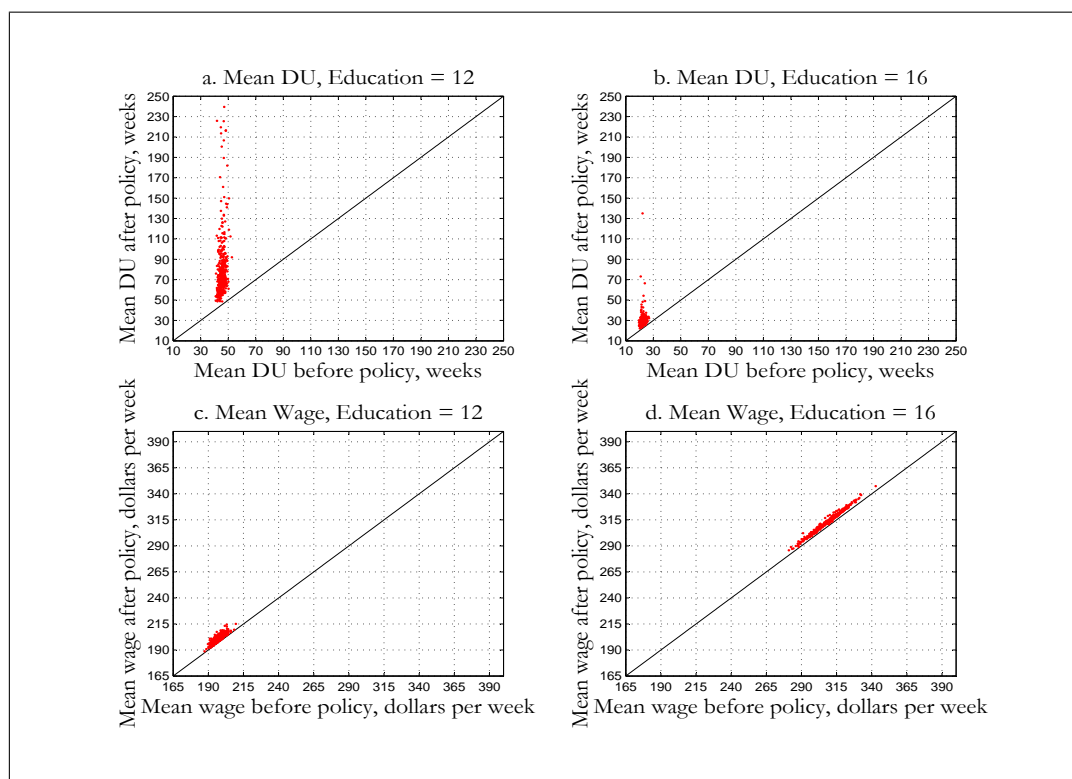 a. Mean DU, Education = 12
Mean DU after policy, weeks
250
230
210
190
170
150
130
110
90
70
50
30
10
10 30 50 70 90 110 130 150 170 190 210 230 250
Mean DU before policy, weeks
b. Mean DU, Education = 16
Mean DU after policy, weeks
250
230
210
190
170
150
130
110
90
70
50
30
10
10 30 50 70 90 110 130 150 170 190 210 230 250
Mean DU before policy, weeks
c. Mean Wage, Education = 12
Mean wage after policy, dollars per week
390
365
340
315
290
265
240
215
190
165
165 190 215 240 265 290 315 340 365 390
Mean wage before policy, dollars per week
d. Mean Wage, Education = 16
Mean wage after policy, dollars per week
390
365
340
315
290
265
240
215
190
165
165 190 215 240 265 290 315 340 365 390
Mean wage before policy, dollars per week